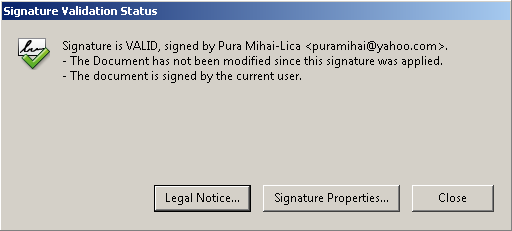 Signature Validation Status
Signature is VALID, signed by Pura Mihai-Lica <puramihai@yahoo.com>.
- The Document has not been modified since this signature was applied.
- The document is signed by the current user.
Legal Notice... Signature Properties... Close